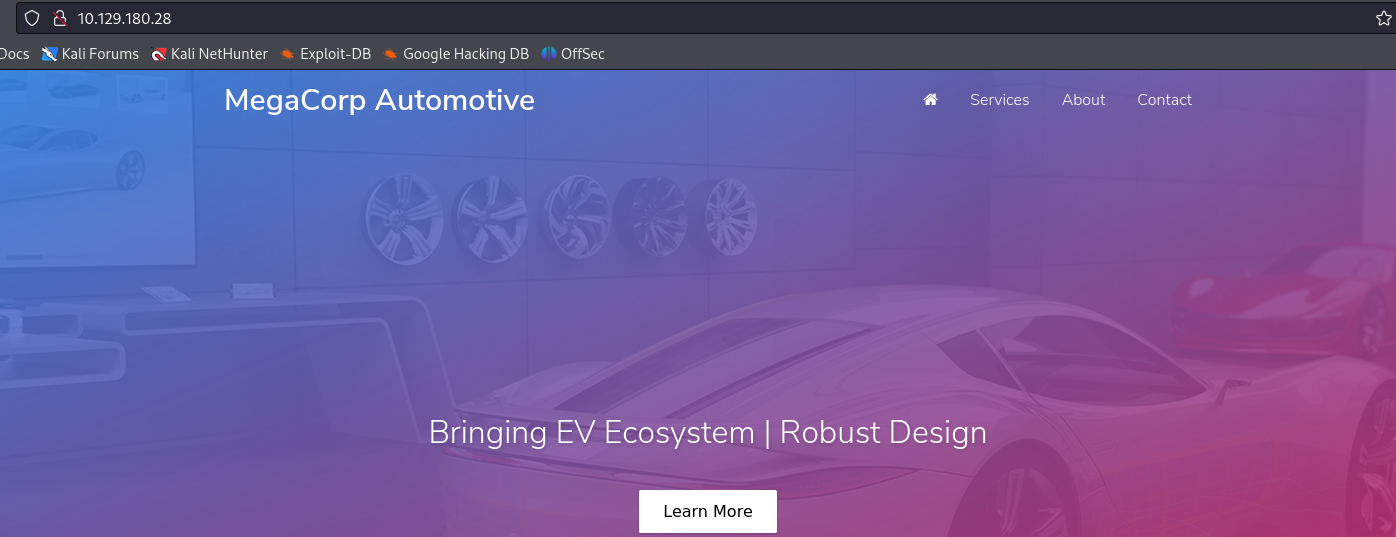 10.129.180.28
Docs Kali Forums Kali NetHunter Exploit-DB Google Hacking DB OffSec
MegaCorp Automotive Services About Contact
Bringing EV Ecosystem | Robust Design
Learn More